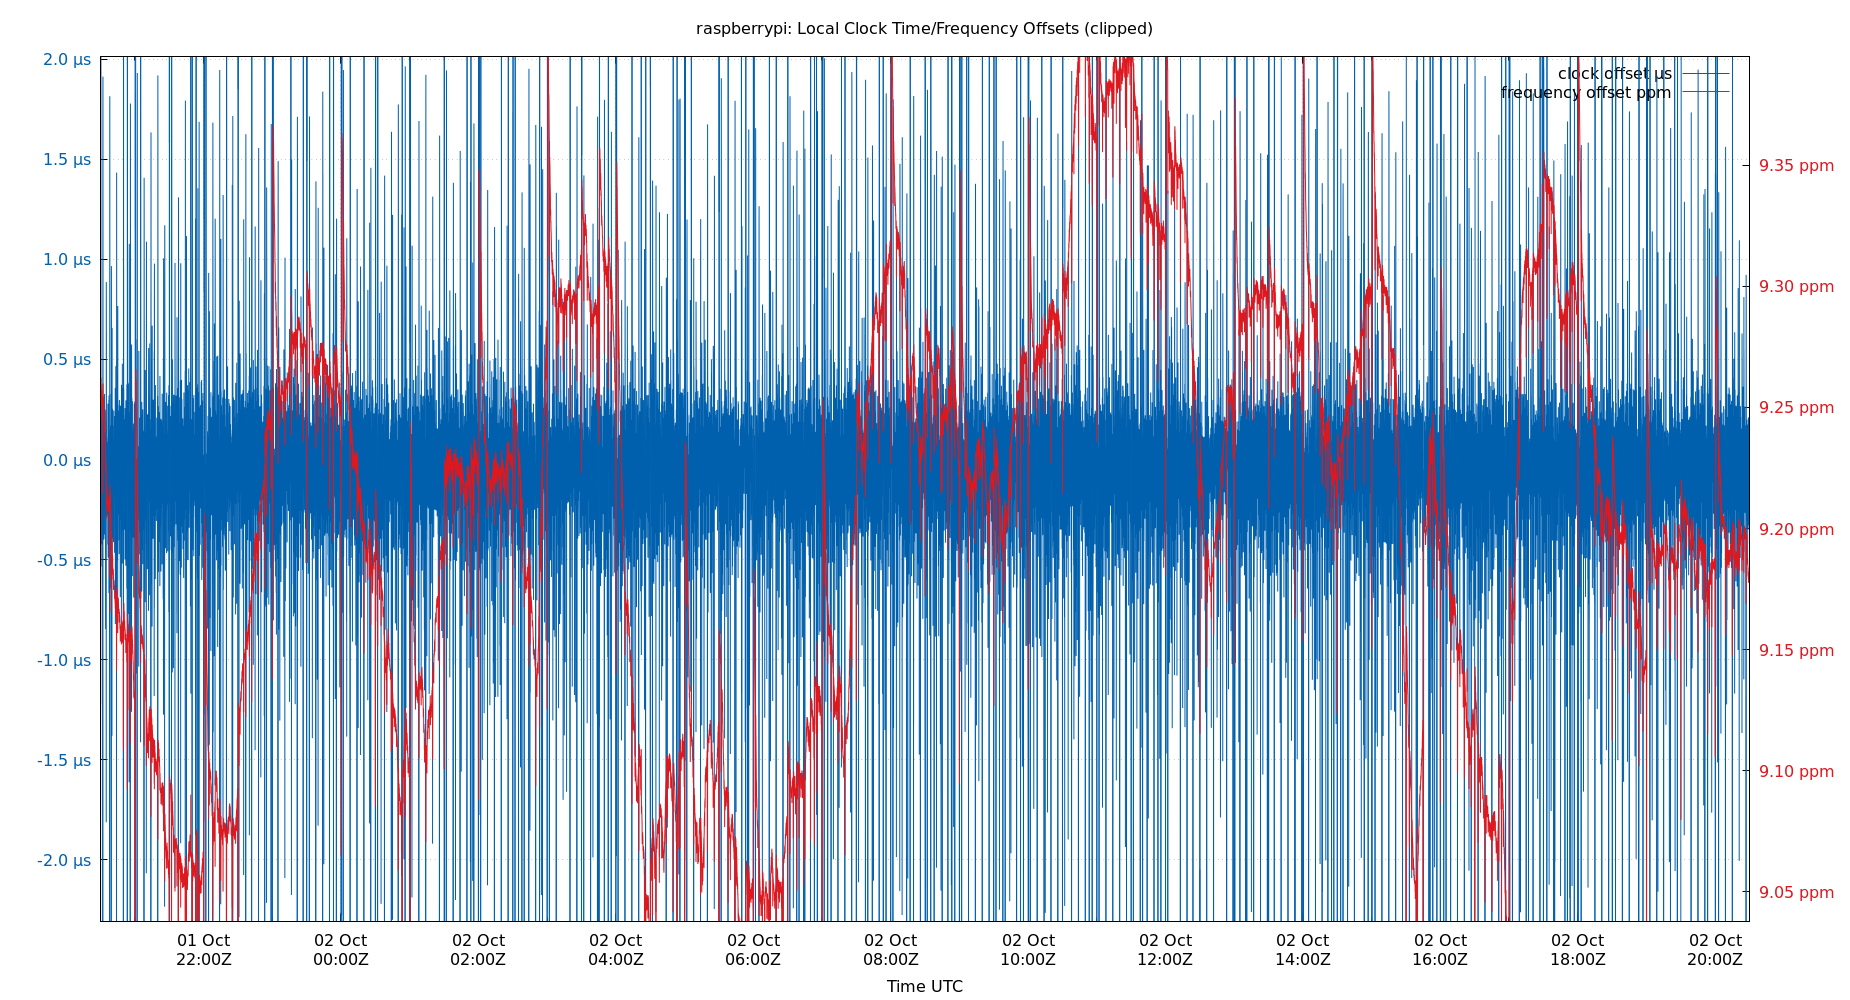 raspberrypi: Local Clock Time/Frequency Offsets (clipped)
2.0 µs
1.5 µs
1.0 µs
0.5 µs
0.0 µs
-0.5 µs
-1.0 µs
-1.5 µs
-2.0 µs
clock offset µs
frequency offset ppm
9.35 ppm
9.30 ppm
9.25 ppm
9.20 ppm
9.15 ppm
9.10 ppm
9.05 ppm
01 Oct 02 Oct 02 Oct 02 Oct 02 Oct 02 Oct 02 Oct 02 Oct 02 Oct 02 Oct 02 Oct 02 Oct
22:00Z 00:00Z 02:00Z 04:00Z 06:00Z 08:00Z 10:00Z 12:00Z 14:00Z 16:00Z 18:00Z 20:00Z
Time UTC